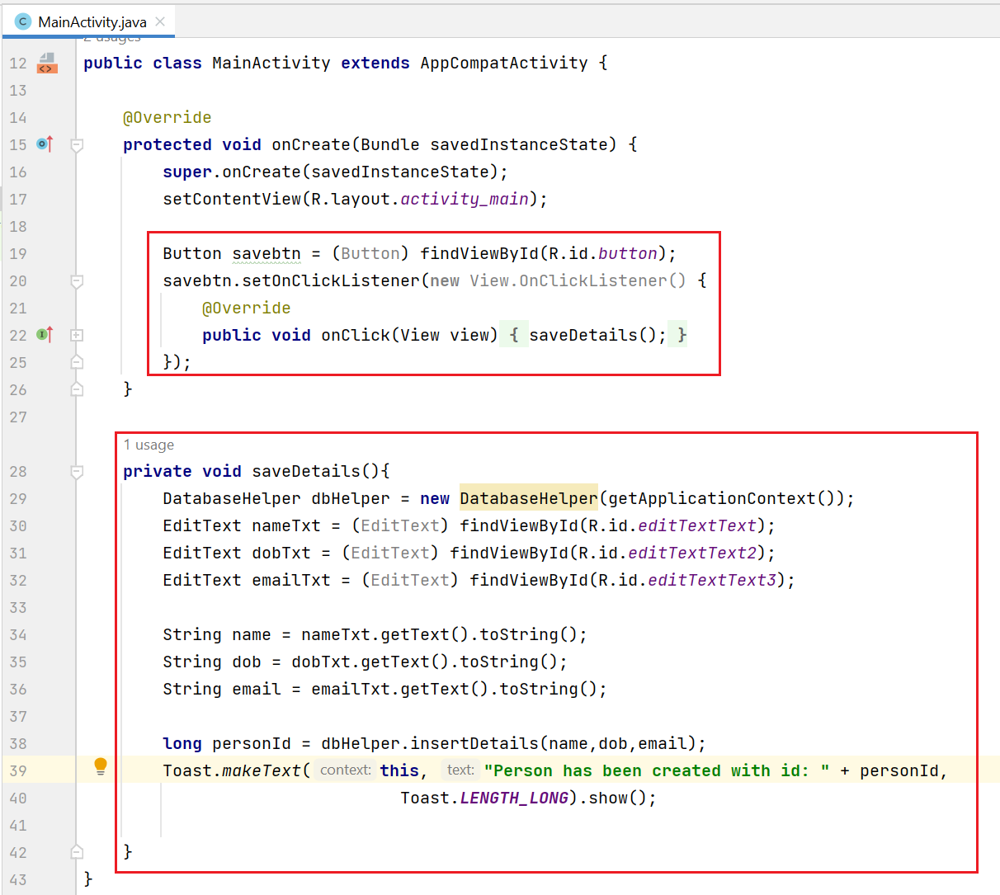 MainActivity.java
2 usages
12 public class MainActivity extends AppCompatActivity {
13
14 @Override
15 protected void onCreate(Bundle savedInstanceState) {
16 super.onCreate(savedInstanceState);
17 setContentView(R.layout.activity_main);
18
19 Button savebtn = (Button) findViewById(R.id.button);
20 savebtn.setOnClickListener(new View.OnClickListener() {
21 @Override
22 public void onClick(View view) { saveDetails(); }
25 });
26 }
27
1 usage
28 private void saveDetails(){
29 DatabaseHelper dbHelper = new DatabaseHelper(getApplicationContext());
30 EditText nameTxt = (EditText) findViewById(R.id.editTextText);
31 EditText dobTxt = (EditText) findViewById(R.id.editTextText2);
32 EditText emailTxt = (EditText) findViewById(R.id.editTextText3);
33
34 String name = nameTxt.getText().toString();
35 String dob = dobTxt.getText().toString();
36 String email = emailTxt.getText().toString();
37
38 long personId = dbHelper.insertDetails(name,dob,email);
39 Toast.makeText( context: this, text: "Person has been created with id: " + personId,
40 Toast.LENGTH_LONG).show();
41
42 }
43 }